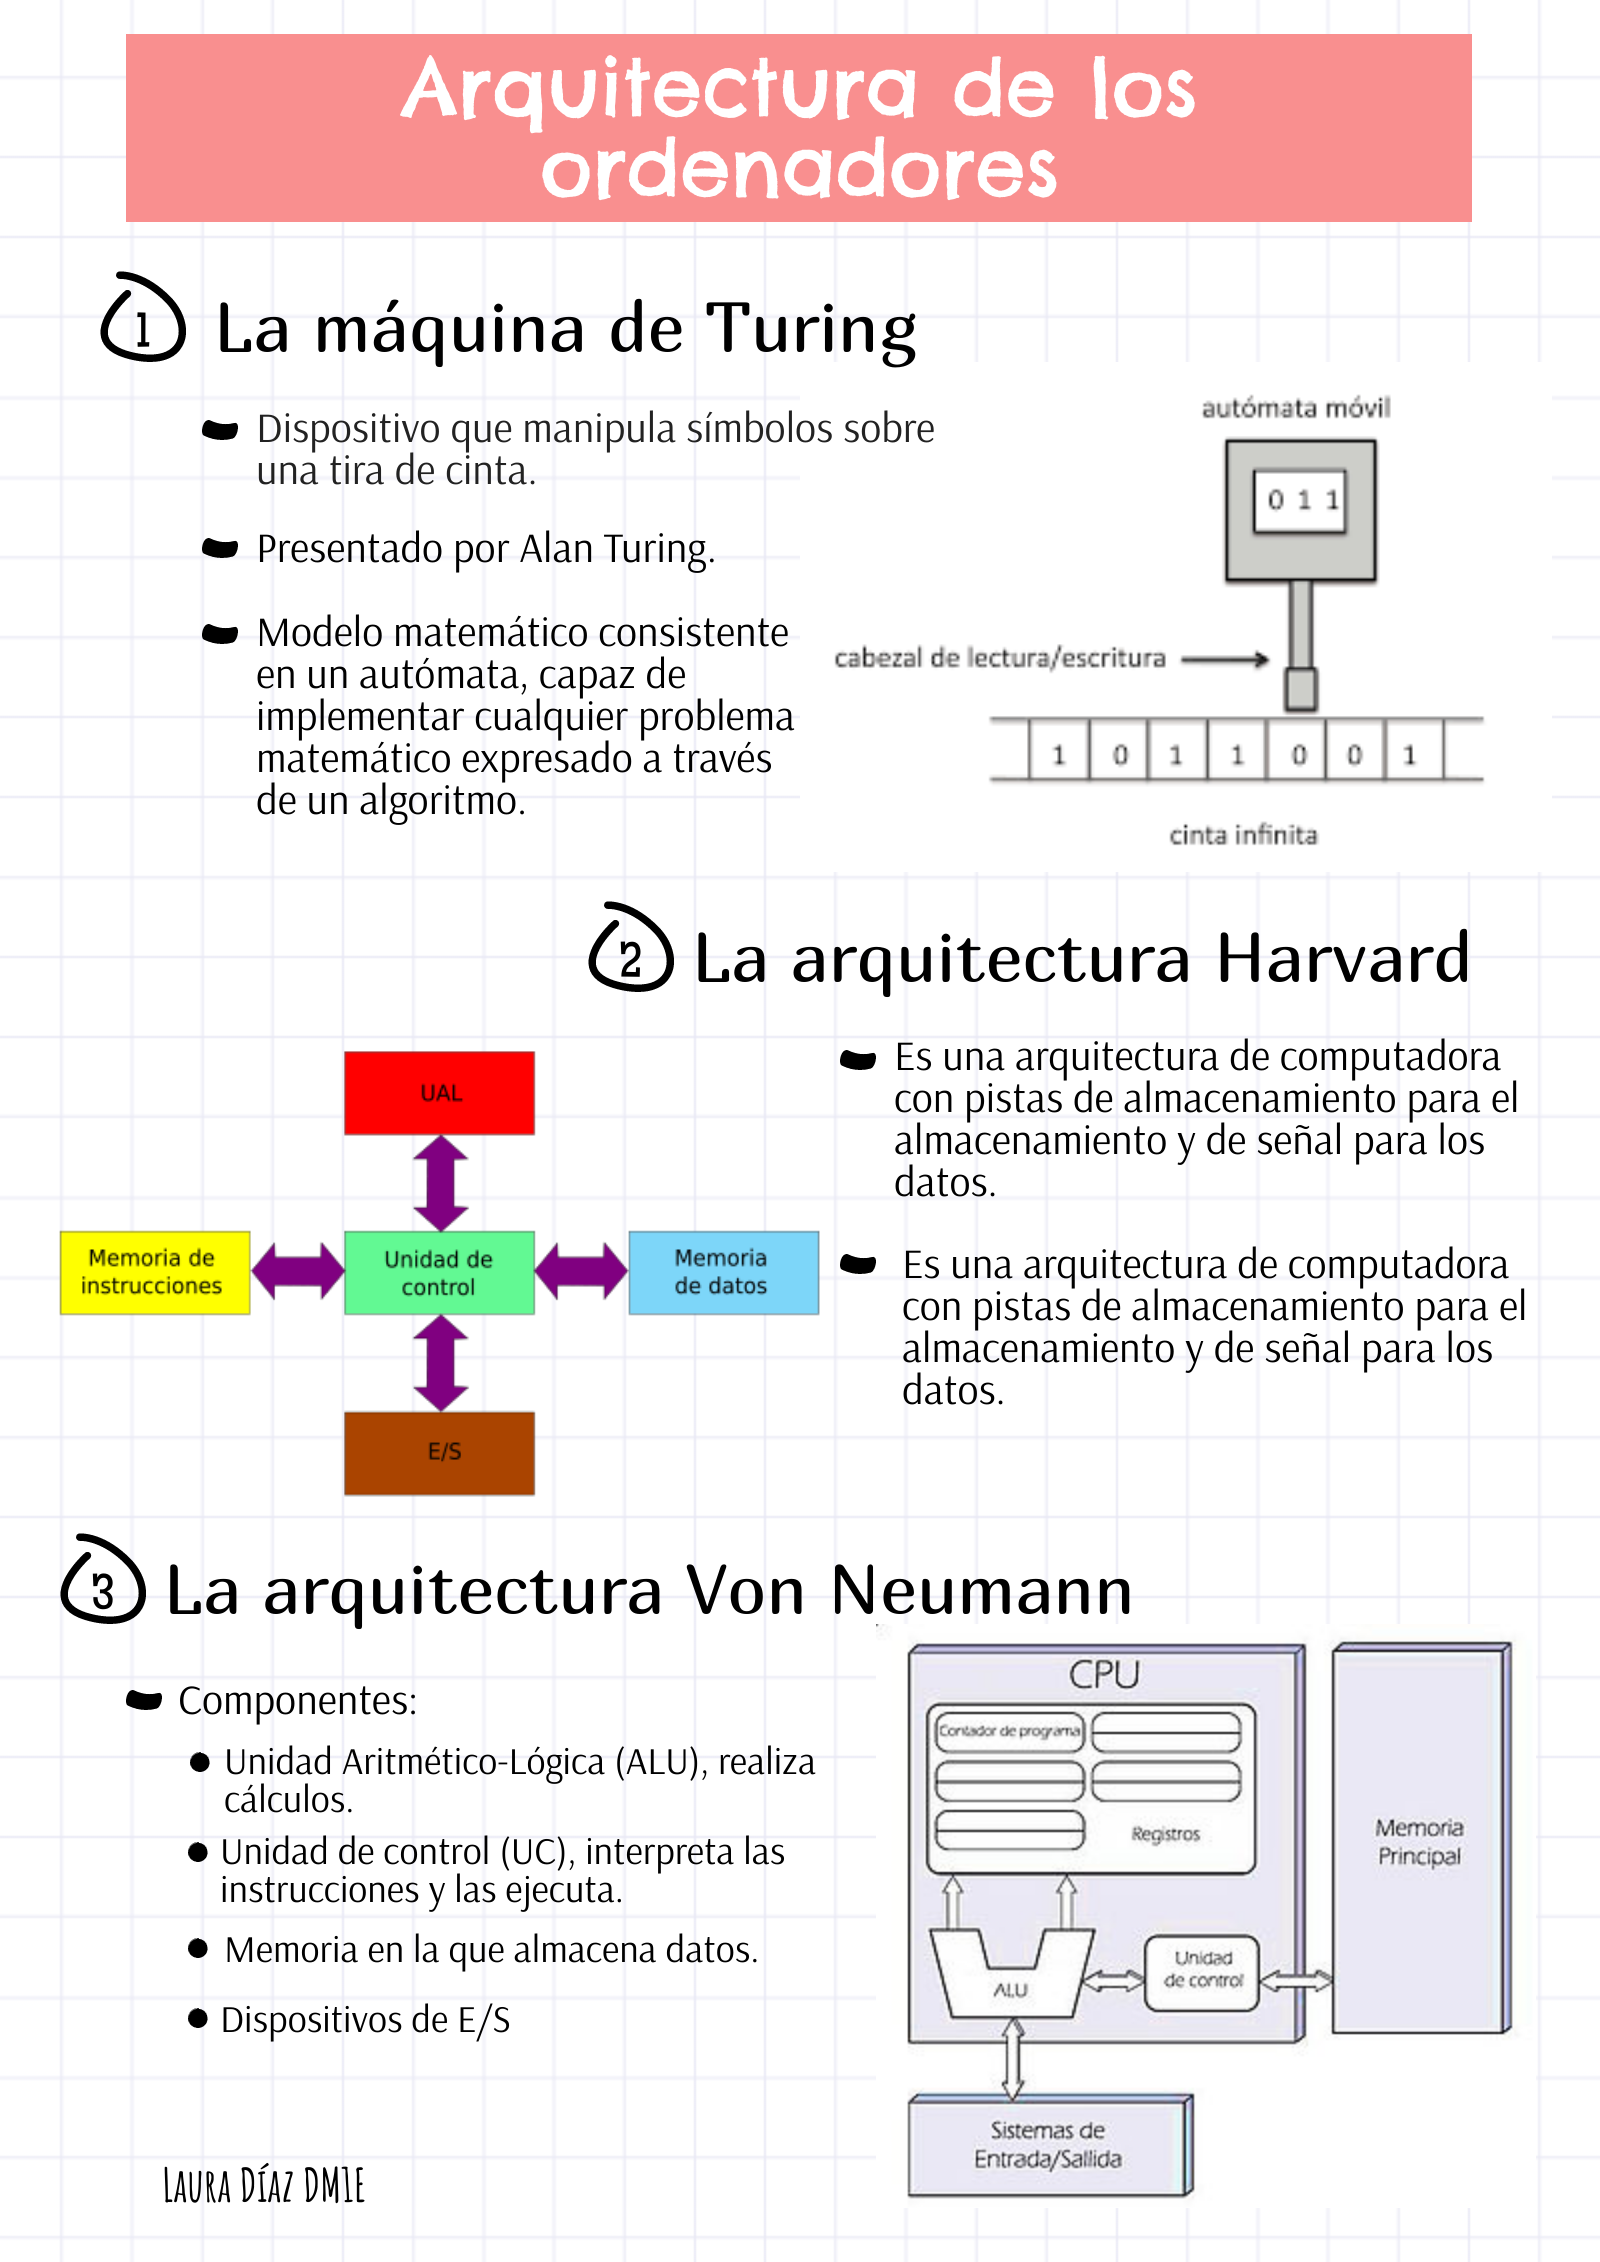 Arquitectura de los
ordenadores
1 La máquina de Turing
Dispositivo que manipula símbolos sobre
una tira de cinta.
Presentado por Alan Turing.
Modelo matemático consistente
en un autómata, capaz de
implementar cualquier problema
matemático expresado a través
de un algoritmo.
autómata móvil
0 1 1
cabezal de lectura/escritura
1 0 1 1 0 0 1
cinta infinita
2 La arquitectura Harvard
UAL
Memoria de
instrucciones
Unidad de
control
Memoria
de datos
E/S
Es una arquitectura de computadora
con pistas de almacenamiento para el
almacenamiento y de señal para los
datos.
Es una arquitectura de computadora
con pistas de almacenamiento para el
almacenamiento y de señal para los
datos.
3 La arquitectura Von Neumann
Componentes:
Unidad Aritmético-Lógica (ALU), realiza
cálculos.
Unidad de control (UC), interpreta las
instrucciones y las ejecuta.
Memoria en la que almacena datos.
Dispositivos de E/S
CPU
Contador de programa
Registros
ALU
Unidad
de control
Memoria
Principal
Sistemas de
Entrada/Sallida
Laura Díaz DM1E